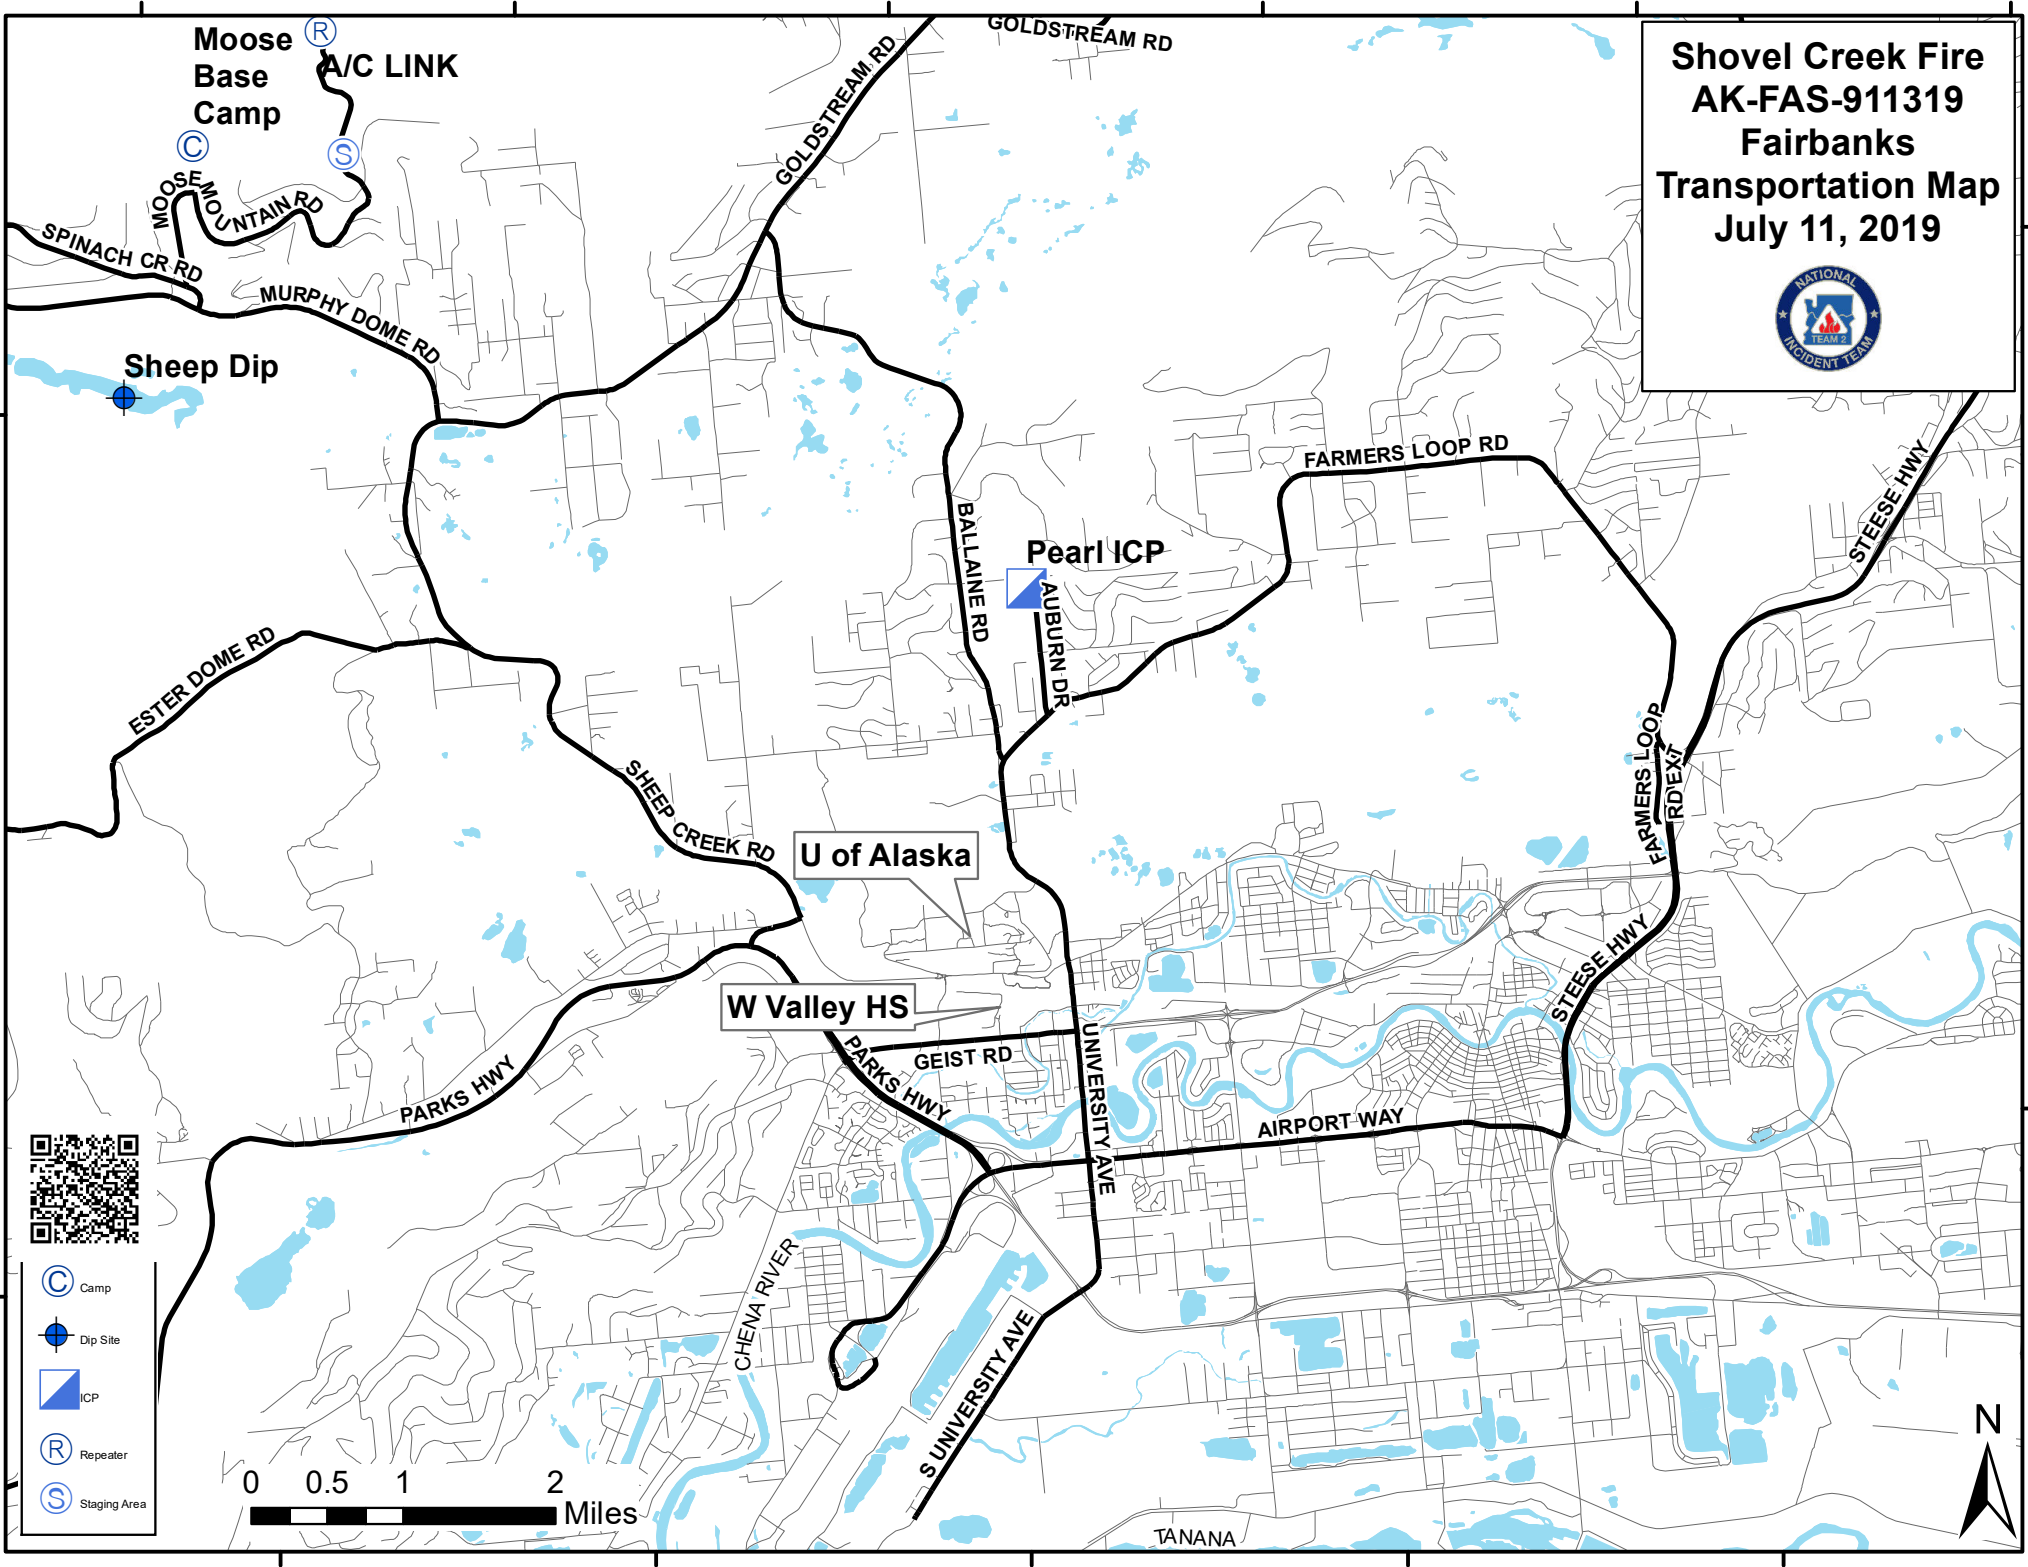 Shovel Creek Fire
AK-FAS-911319
Fairbanks
Transportation Map
July 11, 2019
NATIONAL
TEAM 2
INCIDENT TEAM
Moose
Base
Camp
R
A/C LINK
C
S
MOOSE MOUNTAIN RD
SPINACH CR RD
MURPHY DOME RD
Sheep Dip
GOLDSTREAM RD
GOLDSTREAM RD
FARMERS LOOP RD
STEESE HWY
BALLAINE RD
Pearl ICP
AUBURN DR
ESTER DOME RD
SHEEP CREEK RD
FARMERS LOOP
RD EXT
U of Alaska
W Valley HS
STEESE HWY
GEIST RD
PARKS HWY
PARKS HWY
UNIVERSITY AVE
AIRPORT WAY
CHENA RIVER
S UNIVERSITY AVE
TANANA
C Camp
Dip Site
ICP
R Repeater
S Staging Area
0 0.5 1 2
Miles
N